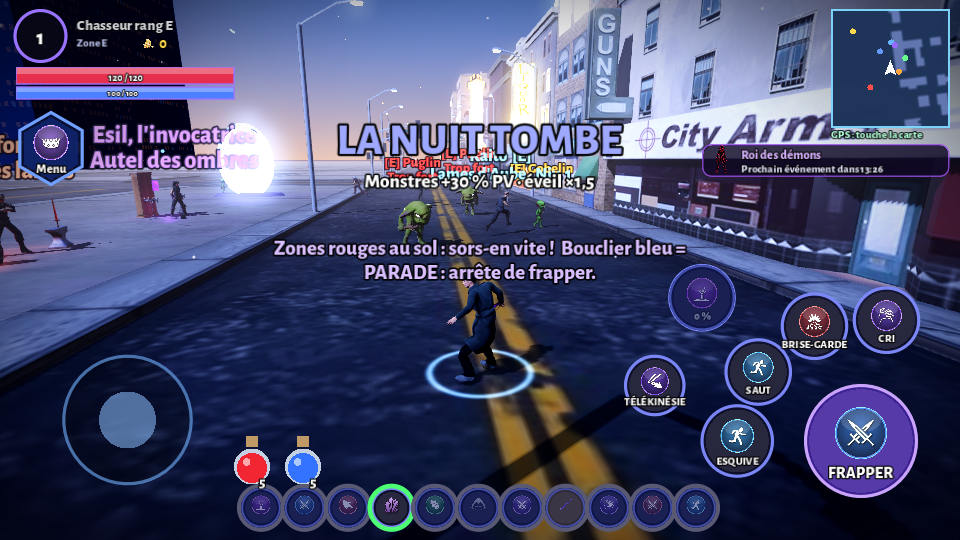 1
Chasseur rang E
Zone E
0
120/120
100/100
Menu
Esil, l'invocatrice
Autel des ombres
LA NUIT TOMBE
Monstres +30 % PV · éveil ×1,5
[E] Puglin
[E] Gobelin
Zones rouges au sol : sors-en vite ! Bouclier bleu =
PARADE : arrête de frapper.
GUNS
City Arm
GPS · touche la carte
Roi des démons
Prochain événement dans 13:26
0 %
BRISE-GARDE
CRI
SAUT
TÉLÉKINÉSIE
ESQUIVE
FRAPPER
5
5